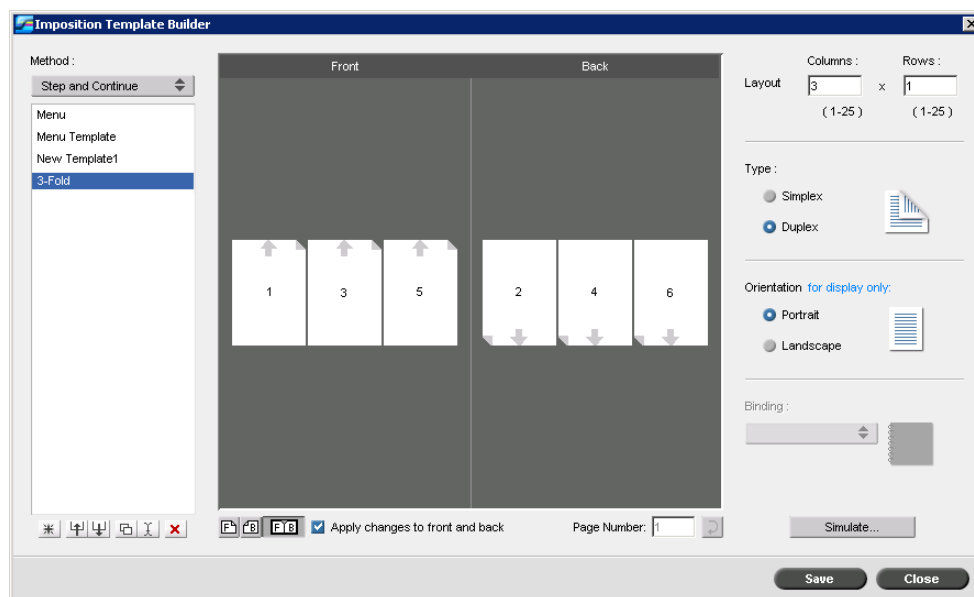 Imposition Template Builder
Method :
Step and Continue
Menu
Menu Template
New Template1
3-Fold
Front
Back
1
3
5
2
4
6
F
B
F B
Apply changes to front and back
Page Number: 1
Columns :
Rows :
Layout
3
x
1
( 1-25 )
( 1-25 )
Type :
Simplex
Duplex
Orientation for display only:
Portrait
Landscape
Binding :
Simulate...
Save
Close